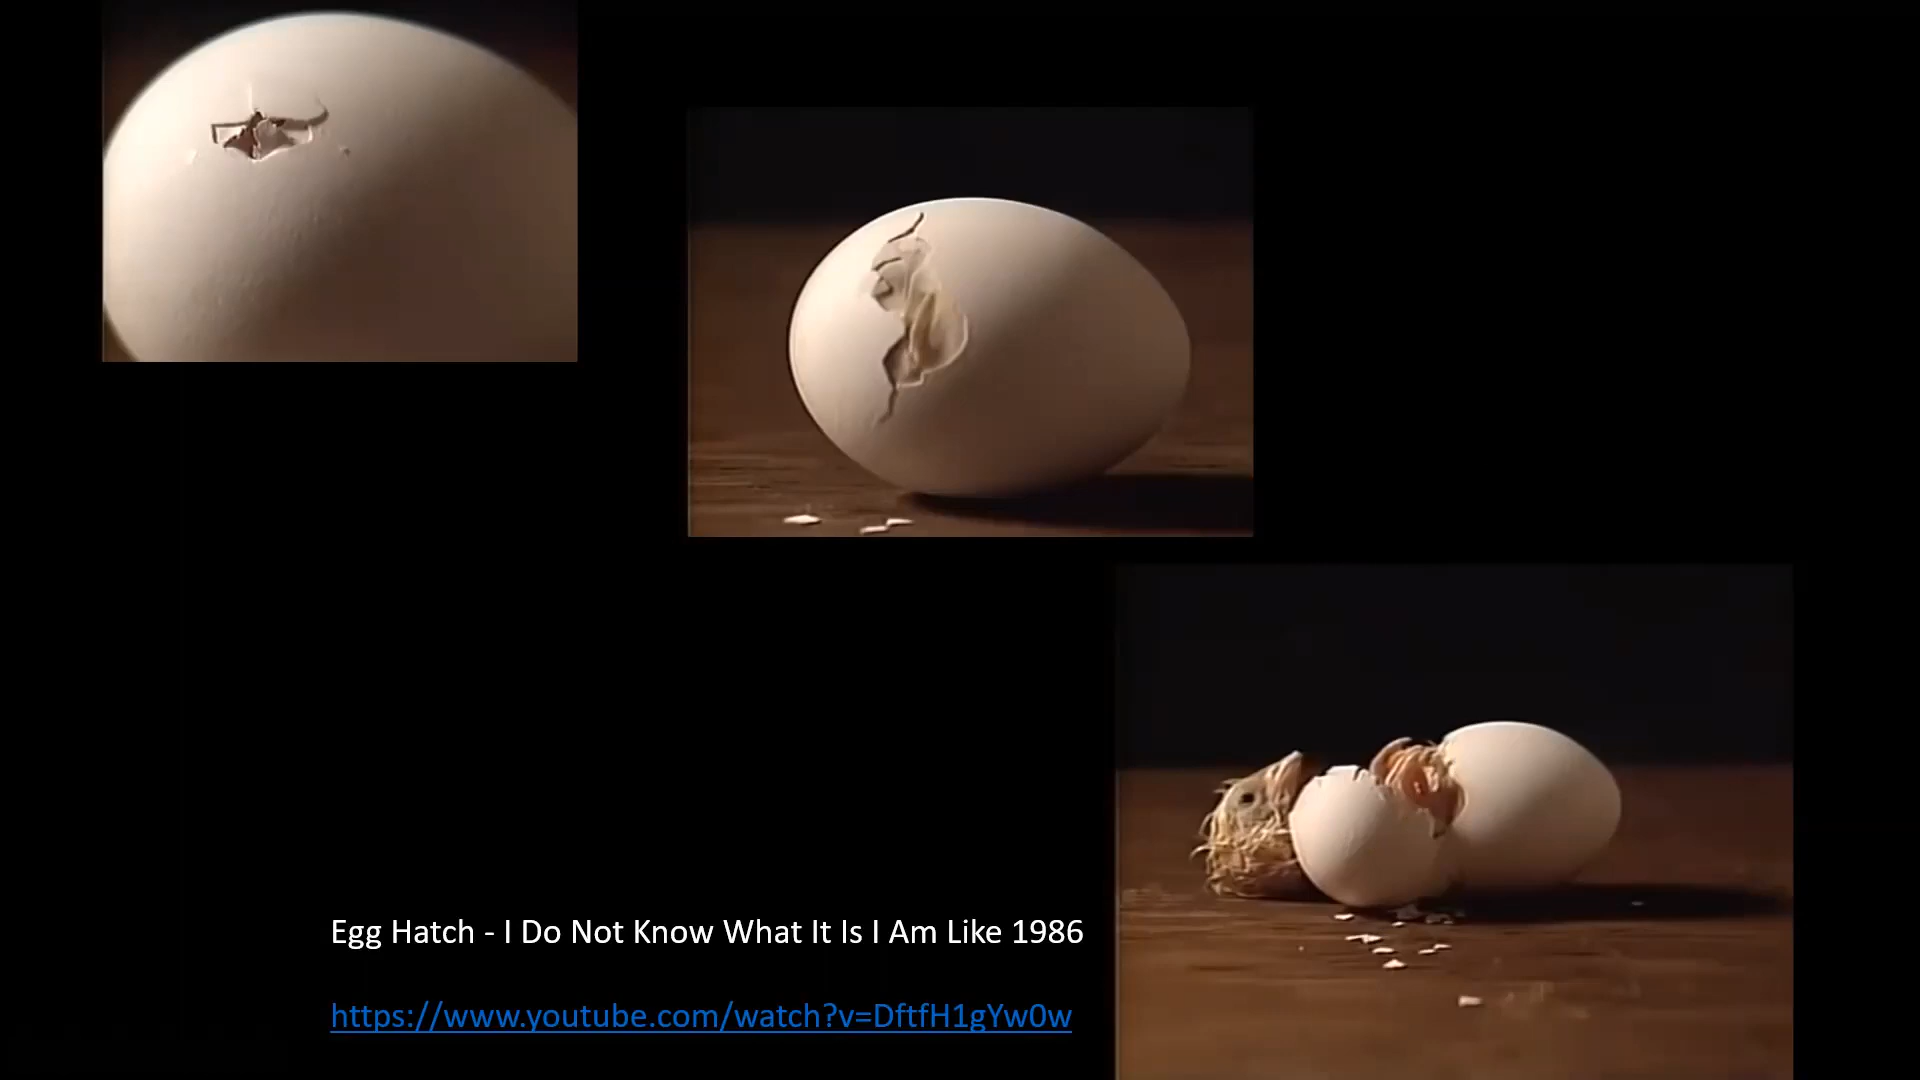 Egg Hatch - I Do Not Know What It Is I Am Like 1986
https://www.youtube.com/watch?v=DftfH1gYw0w